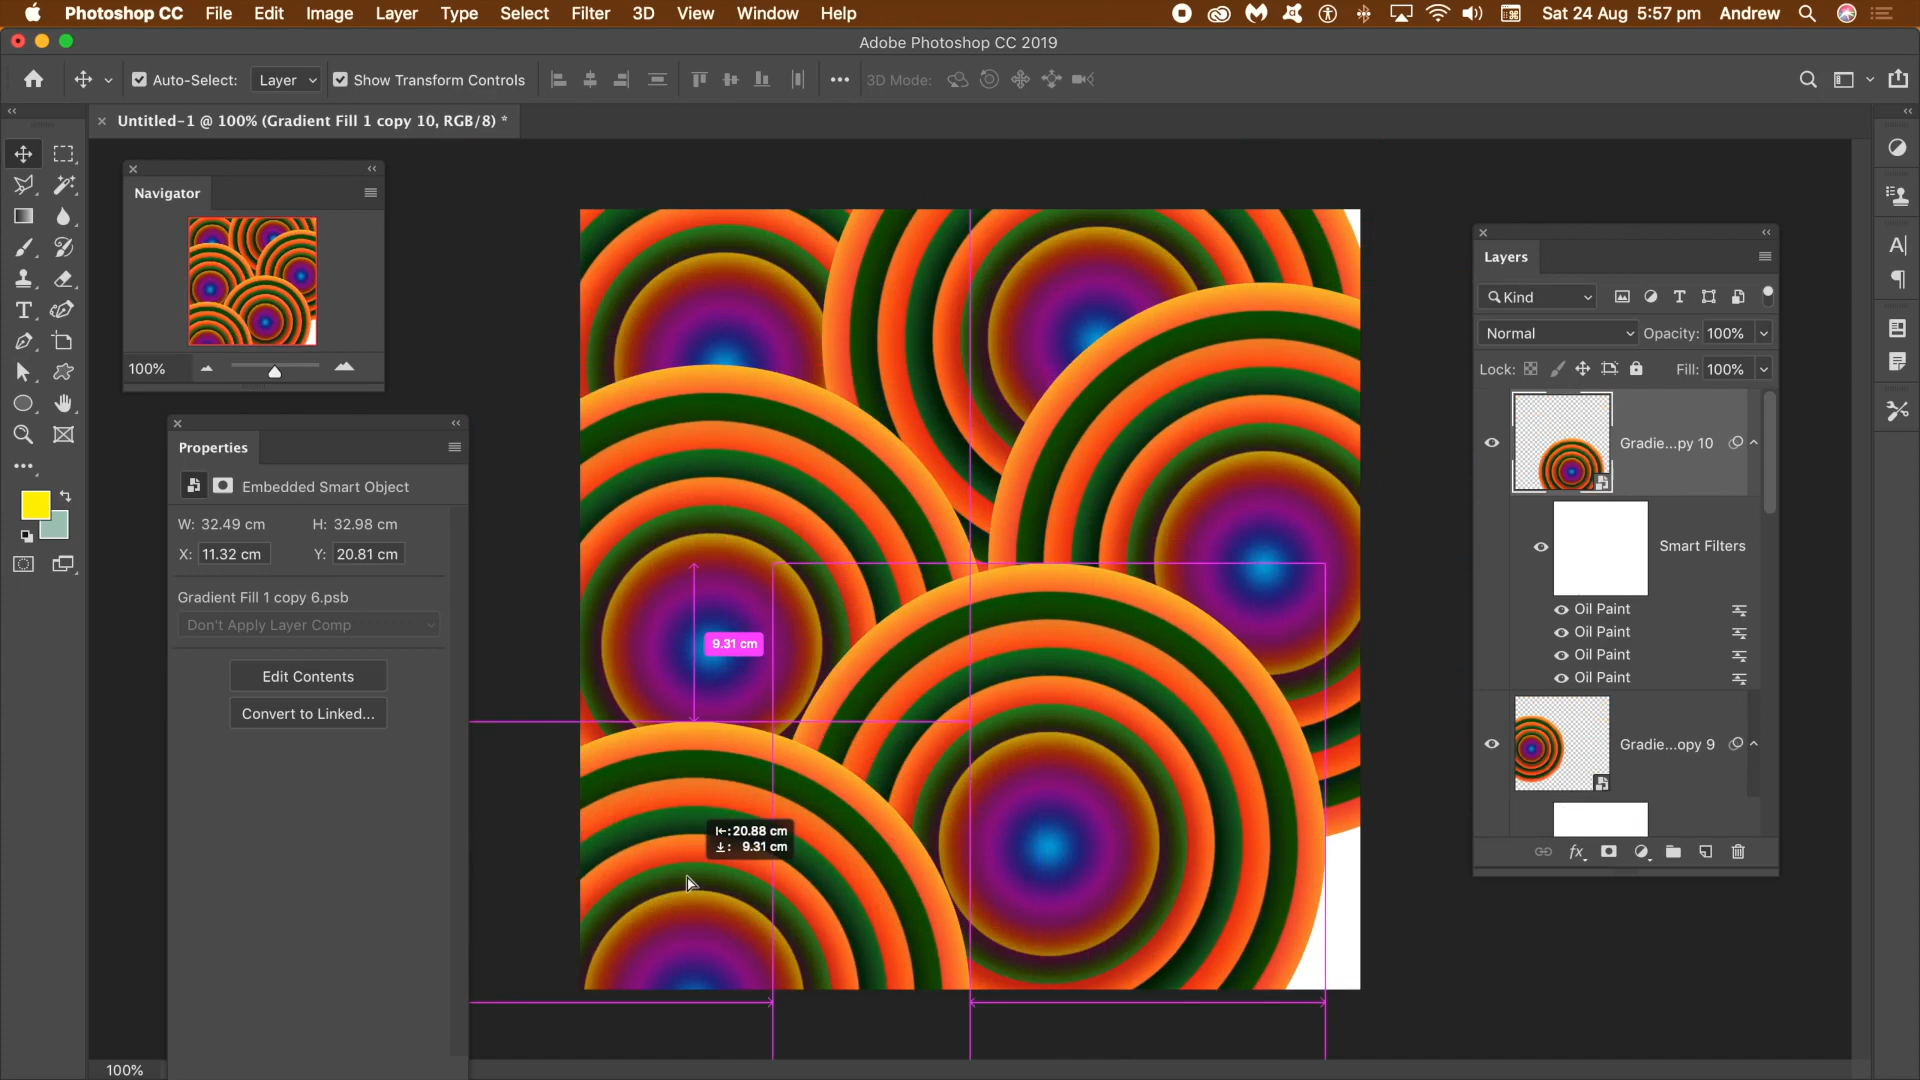 Photoshop CC File Edit Image Layer Type Select Filter 3D View Window Help Sat 24 Aug 5:57 pm Andrew
Adobe Photoshop CC 2019
Auto-Select: Layer Show Transform Controls 3D Mode:
Untitled-1 @ 100% (Gradient Fill 1 copy 10, RGB/8) *
Navigator
100%
Properties
Embedded Smart Object
W: 32.49 cm H: 32.98 cm
X: 11.32 cm Y: 20.81 cm
Gradient Fill 1 copy 6.psb
Don't Apply Layer Comp
Edit Contents
Convert to Linked...
9.31 cm
20.88 cm
9.31 cm
Layers
Kind
Normal Opacity: 100%
Lock: Fill: 100%
Gradie...py 10
Smart Filters
Oil Paint
Oil Paint
Oil Paint
Oil Paint
Gradie...opy 9
fx
100%